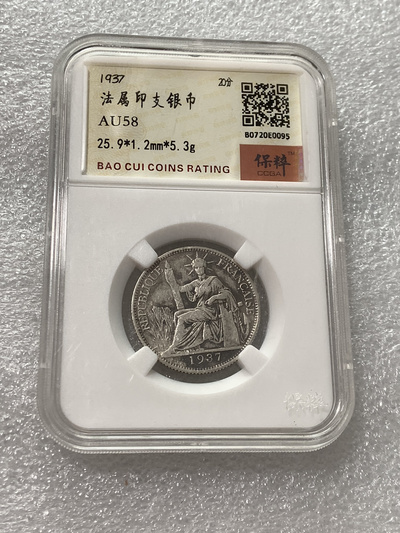 1937 20分
法属印支银币
AU58
B0720E0095
25.9*1.2mm*5.3g
保粹
BAO CUI COINS RATING
REPUBLIQUE FRANÇAISE
1937